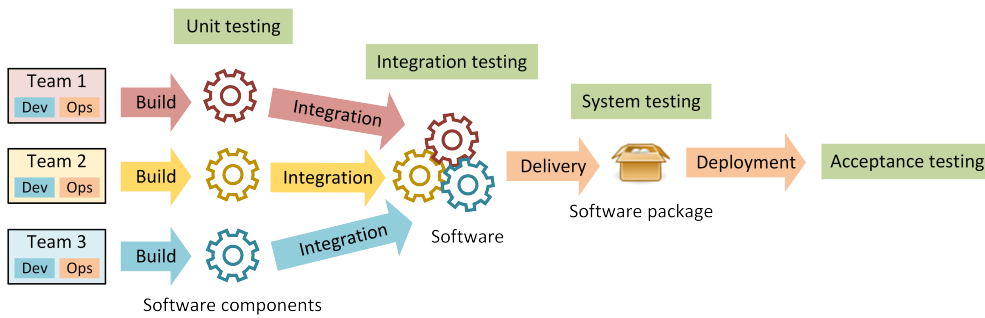 Unit testing
Integration testing
System testing
Acceptance testing
Team 1
Dev Ops
Build
Integration
Team 2
Dev Ops
Build
Integration
Team 3
Dev Ops
Build
Integration
Software components
Software
Delivery
Software package
Deployment